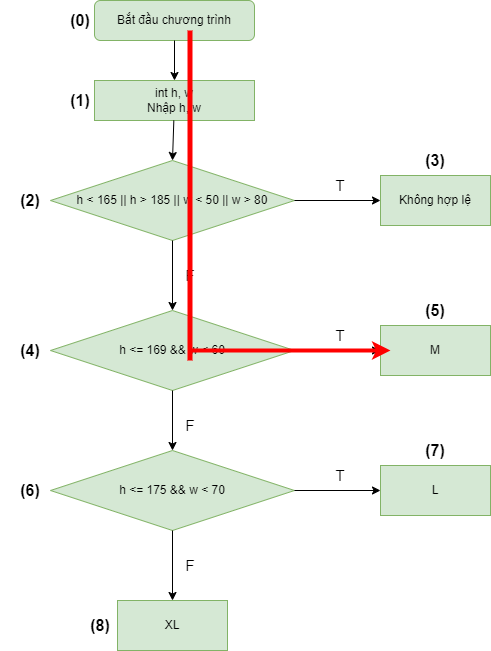 (0)
Bắt đầu chương trình
(1)
int h, w
Nhập h, w
(3)
(2)
h < 165 || h > 185 || w < 50 || w > 80
T
Không hợp lệ
F
(5)
(4)
h <= 169 && w < 60
T
M
F
(7)
(6)
h <= 175 && w < 70
T
L
F
(8)
XL